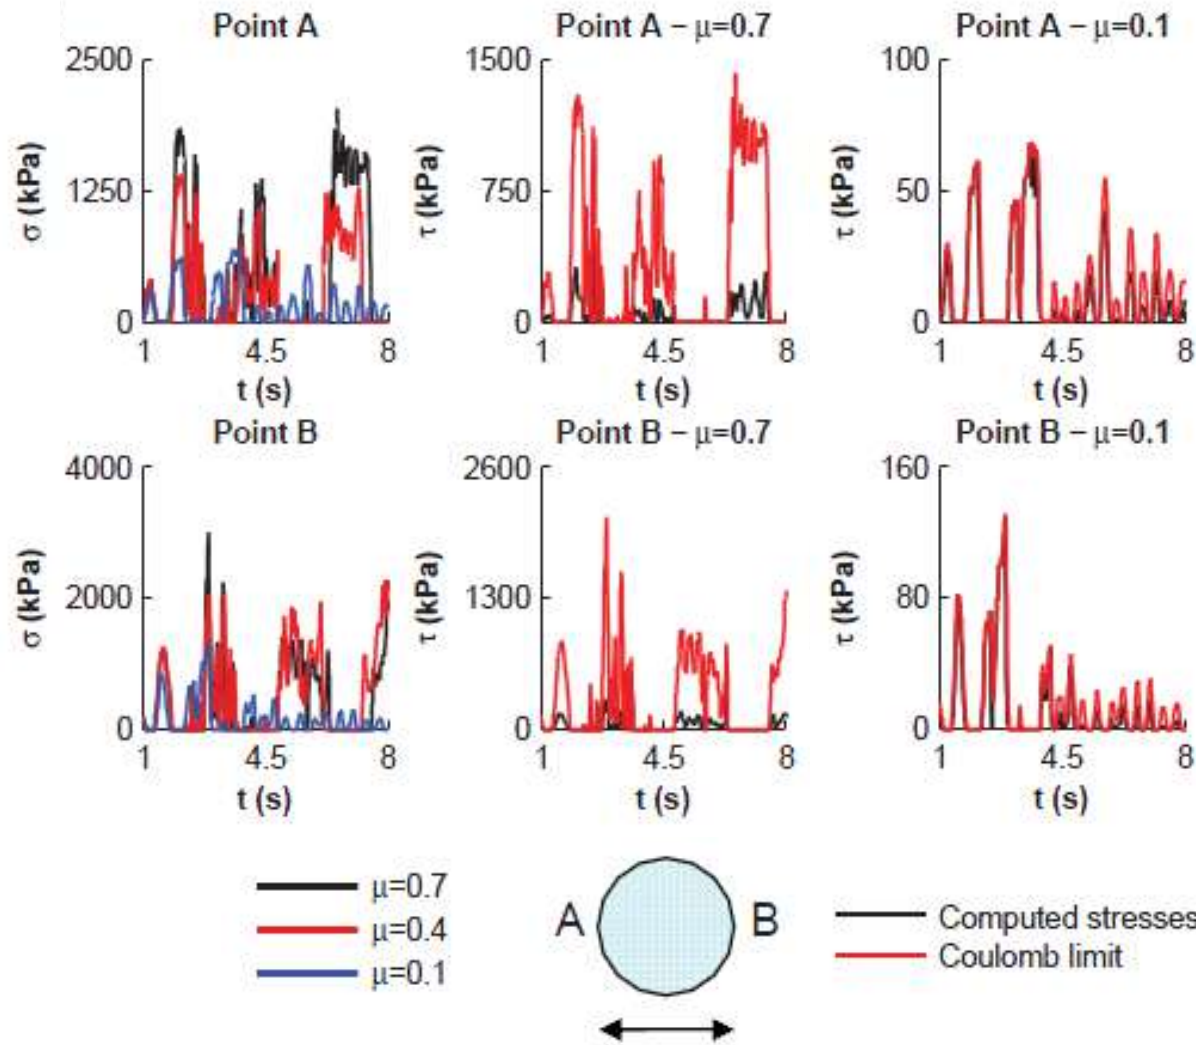 Point A Point A – μ=0.7 Point A – μ=0.1
2500 1500 100
σ (kPa) τ (kPa) τ (kPa)
1250 750 50
0 0 0
1 4.5 8 1 4.5 8 1 4.5 8
t (s) t (s) t (s)
Point B Point B – μ=0.7 Point B – μ=0.1
4000 2600 160
σ (kPa) τ (kPa) τ (kPa)
2000 1300 80
0 0 0
1 4.5 8 1 4.5 8 1 4.5 8
t (s) t (s) t (s)
μ=0.7
μ=0.4
μ=0.1
A B
Computed stresses
Coulomb limit